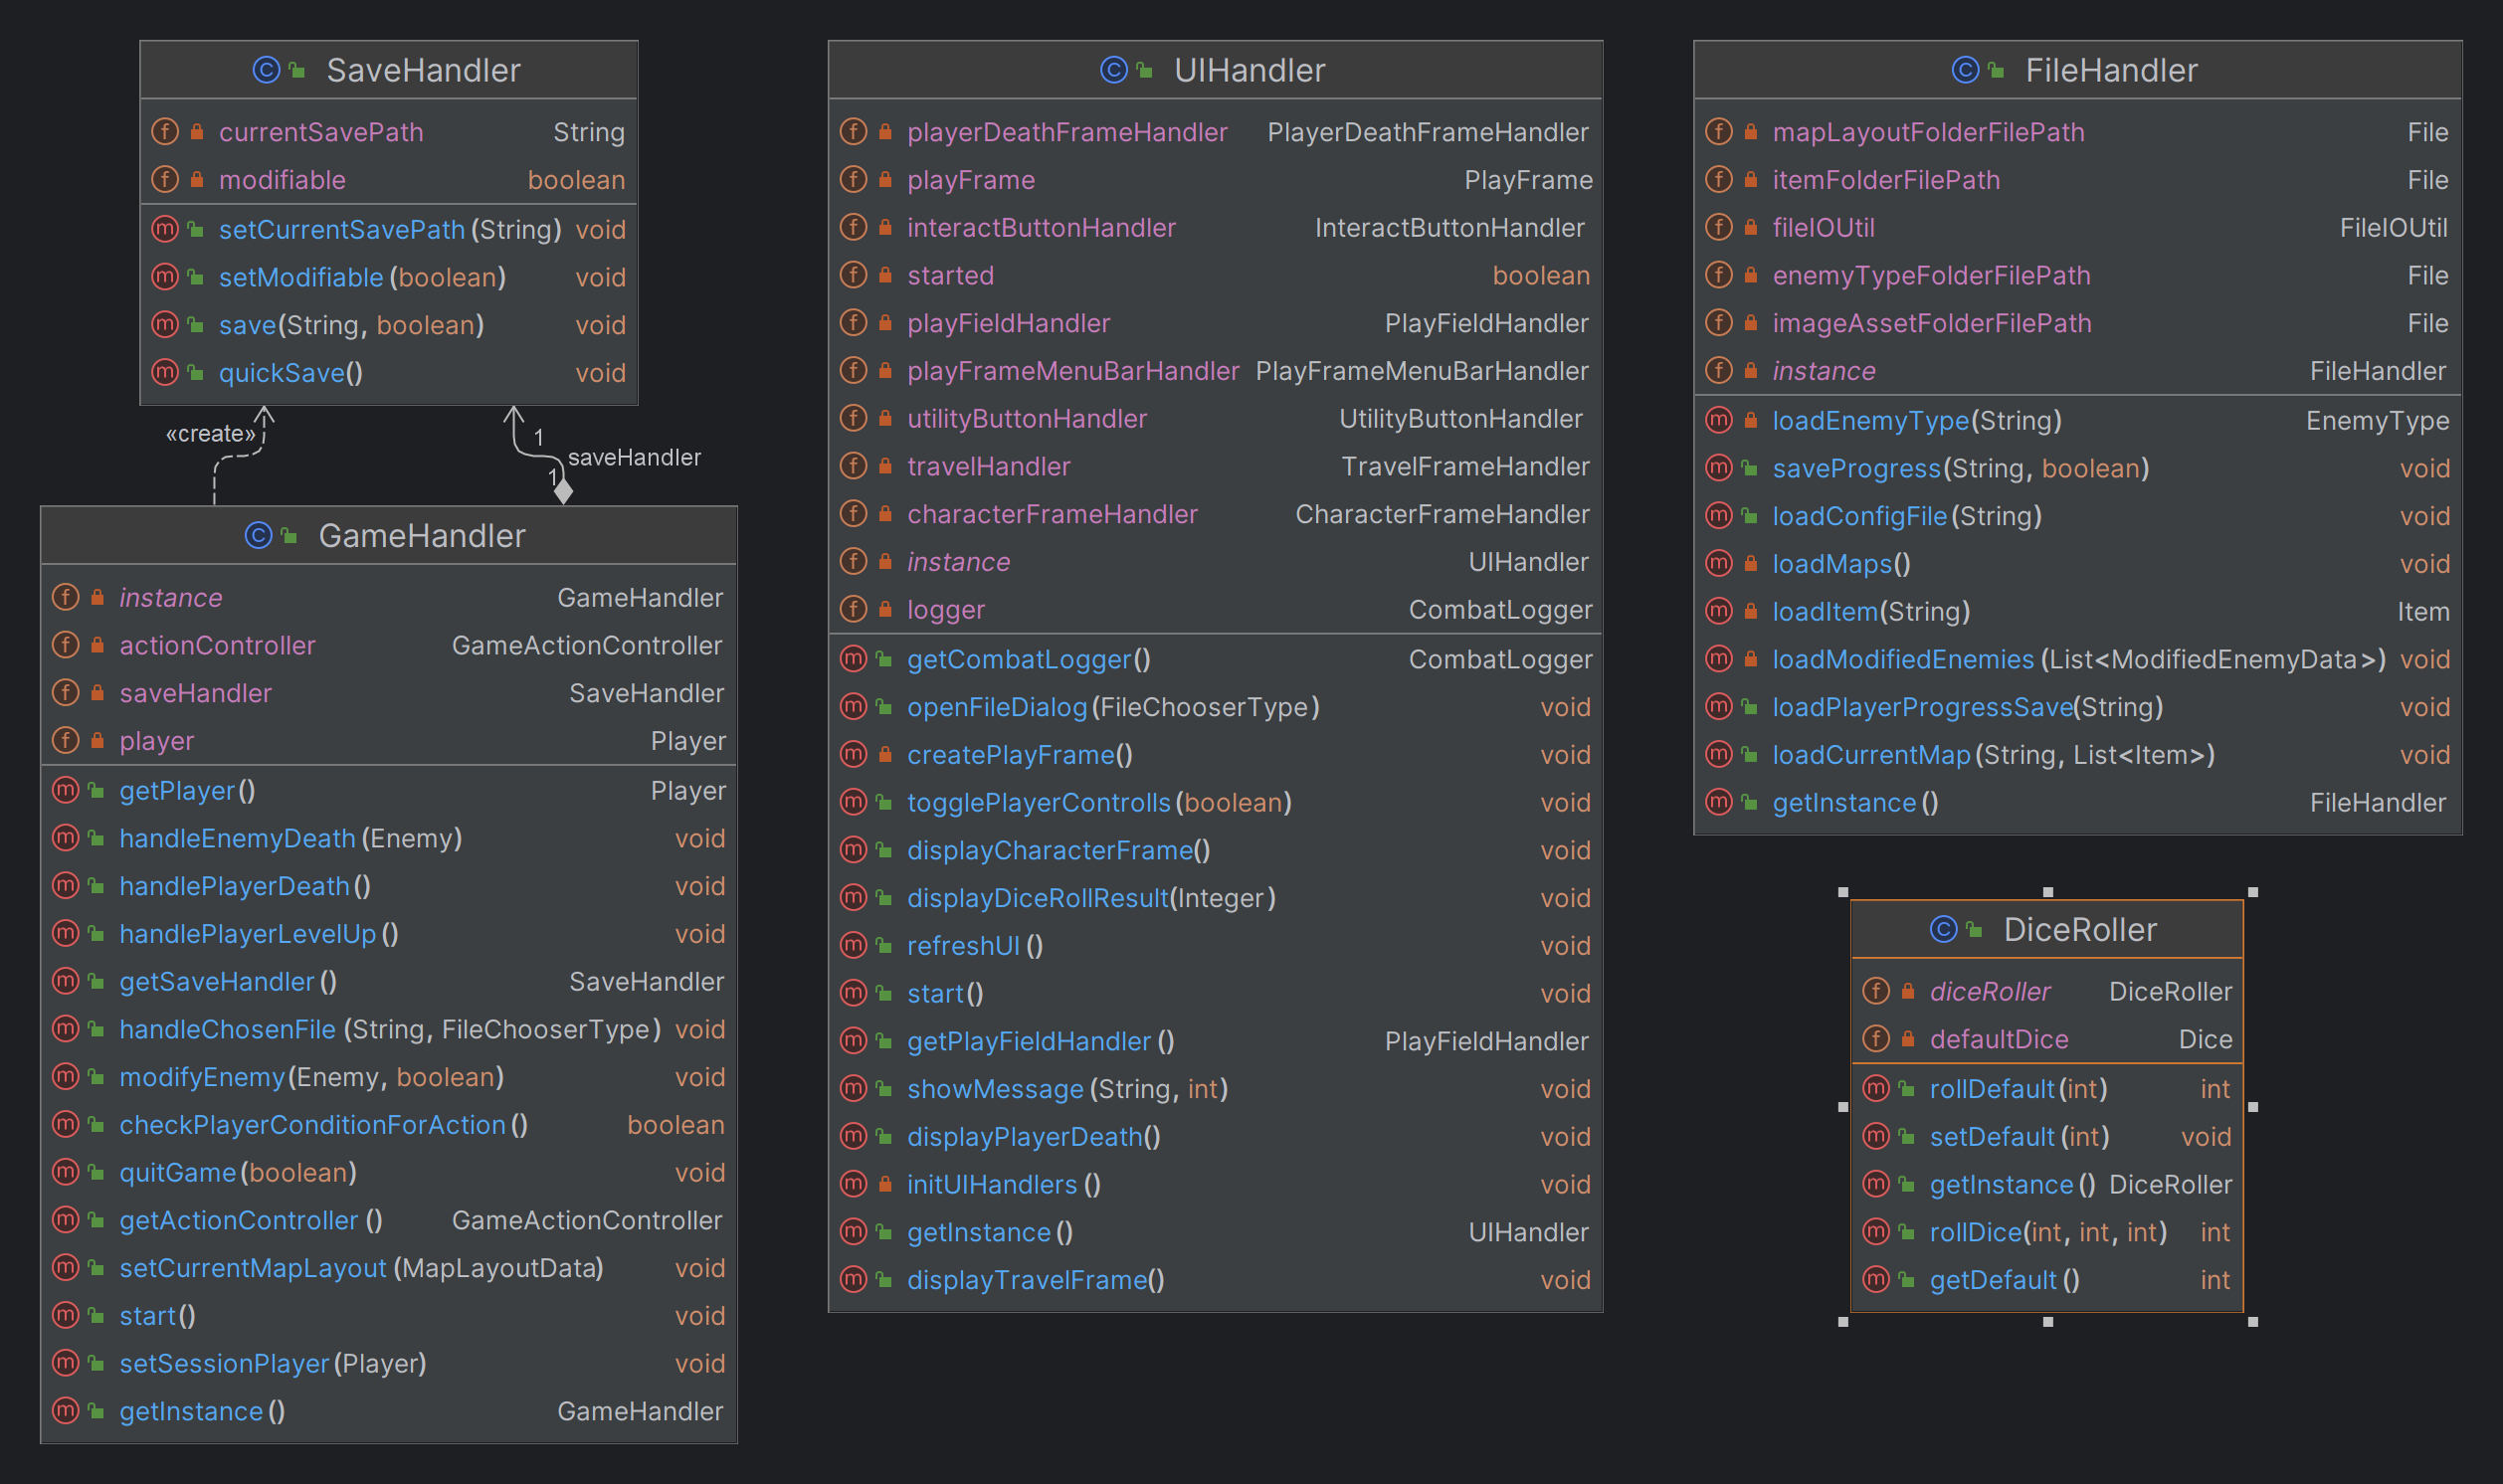 SaveHandler
currentSavePath String
modifiable boolean
setCurrentSavePath(String) void
setModifiable(boolean) void
save(String, boolean) void
quickSave() void
«create»
1
saveHandler
1
GameHandler
instance GameHandler
actionController GameActionController
saveHandler SaveHandler
player Player
getPlayer() Player
handleEnemyDeath(Enemy) void
handlePlayerDeath() void
handlePlayerLevelUp() void
getSaveHandler() SaveHandler
handleChosenFile(String, FileChooserType) void
modifyEnemy(Enemy, boolean) void
checkPlayerConditionForAction() boolean
quitGame(boolean) void
getActionController() GameActionController
setCurrentMapLayout(MapLayoutData) void
start() void
setSessionPlayer(Player) void
getInstance() GameHandler
UIHandler
playerDeathFrameHandler PlayerDeathFrameHandler
playFrame PlayFrame
interactButtonHandler InteractButtonHandler
started boolean
playFieldHandler PlayFieldHandler
playFrameMenuBarHandler PlayFrameMenuBarHandler
utilityButtonHandler UtilityButtonHandler
travelHandler TravelFrameHandler
characterFrameHandler CharacterFrameHandler
instance UIHandler
logger CombatLogger
getCombatLogger() CombatLogger
openFileDialog(FileChooserType) void
createPlayFrame() void
togglePlayerControlls(boolean) void
displayCharacterFrame() void
displayDiceRollResult(Integer) void
refreshUI() void
start() void
getPlayFieldHandler() PlayFieldHandler
showMessage(String, int) void
displayPlayerDeath() void
initUIHandlers() void
getInstance() UIHandler
displayTravelFrame() void
FileHandler
mapLayoutFolderFilePath File
itemFolderFilePath File
fileIOUtil FileIOUtil
enemyTypeFolderFilePath File
imageAssetFolderFilePath File
instance FileHandler
loadEnemyType(String) EnemyType
saveProgress(String, boolean) void
loadConfigFile(String) void
loadMaps() void
loadItem(String) Item
loadModifiedEnemies(List<ModifiedEnemyData>) void
loadPlayerProgressSave(String) void
loadCurrentMap(String, List<Item>) void
getInstance() FileHandler
DiceRoller
diceRoller DiceRoller
defaultDice Dice
rollDefault(int) int
setDefault(int) void
getInstance() DiceRoller
rollDice(int, int, int) int
getDefault() int